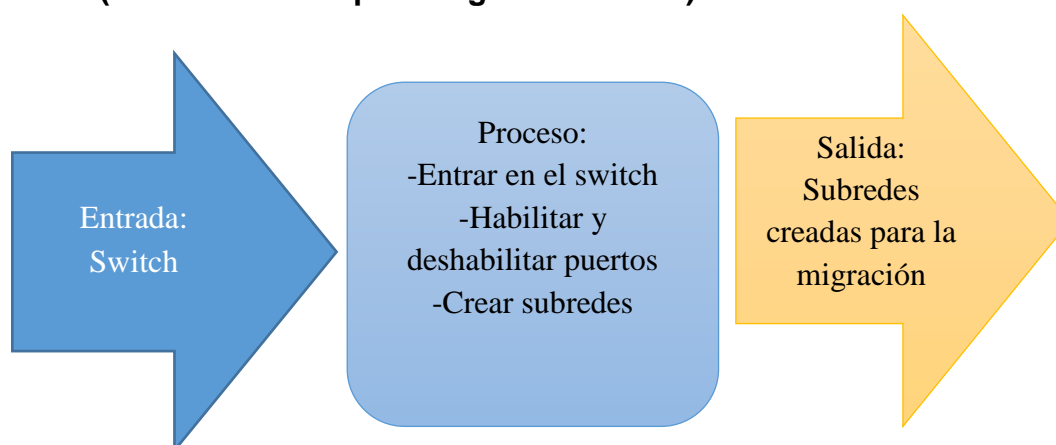 Entrada:
Switch
Proceso:
-Entrar en el switch
-Habilitar y
deshabilitar puertos
-Crear subredes
Salida:
Subredes
creadas para la
migración